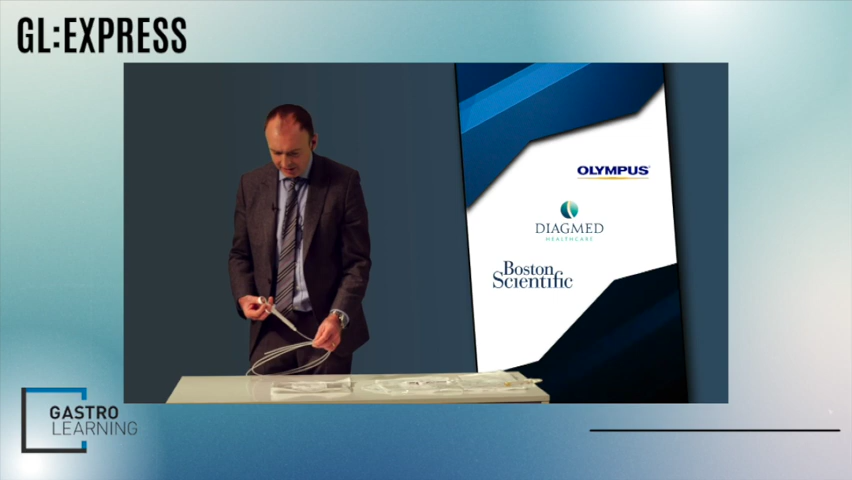 GL:EXPRESS
OLYMPUS
DIAGMED
HEALTHCARE
Boston
Scientific
GASTRO
LEARNING